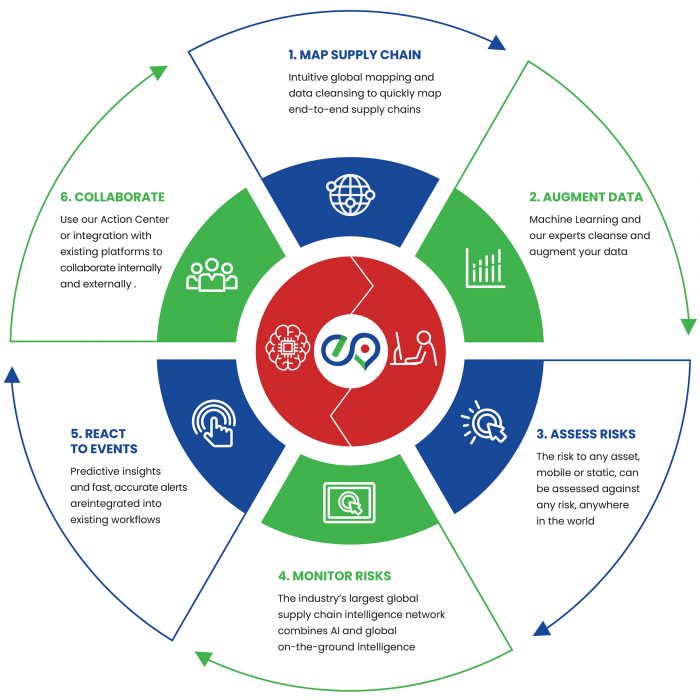 1. MAP SUPPLY CHAIN
Intuitive global mapping and
data cleansing to quickly map
end-to-end supply chains
2. AUGMENT DATA
Machine Learning and
our experts cleanse and
augment your data
3. ASSESS RISKS
The risk to any asset,
mobile or static, can
be assessed against
any risk, anywhere
in the world
4. MONITOR RISKS
The industry's largest global
supply chain intelligence network
combines AI and global
on-the-ground intelligence
5. REACT
TO EVENTS
Predictive insights
and fast, accurate alerts
areintegrated into
existing workflows
6. COLLABORATE
Use our Action Center
or integration with
existing platforms to
collaborate internally
and externally .